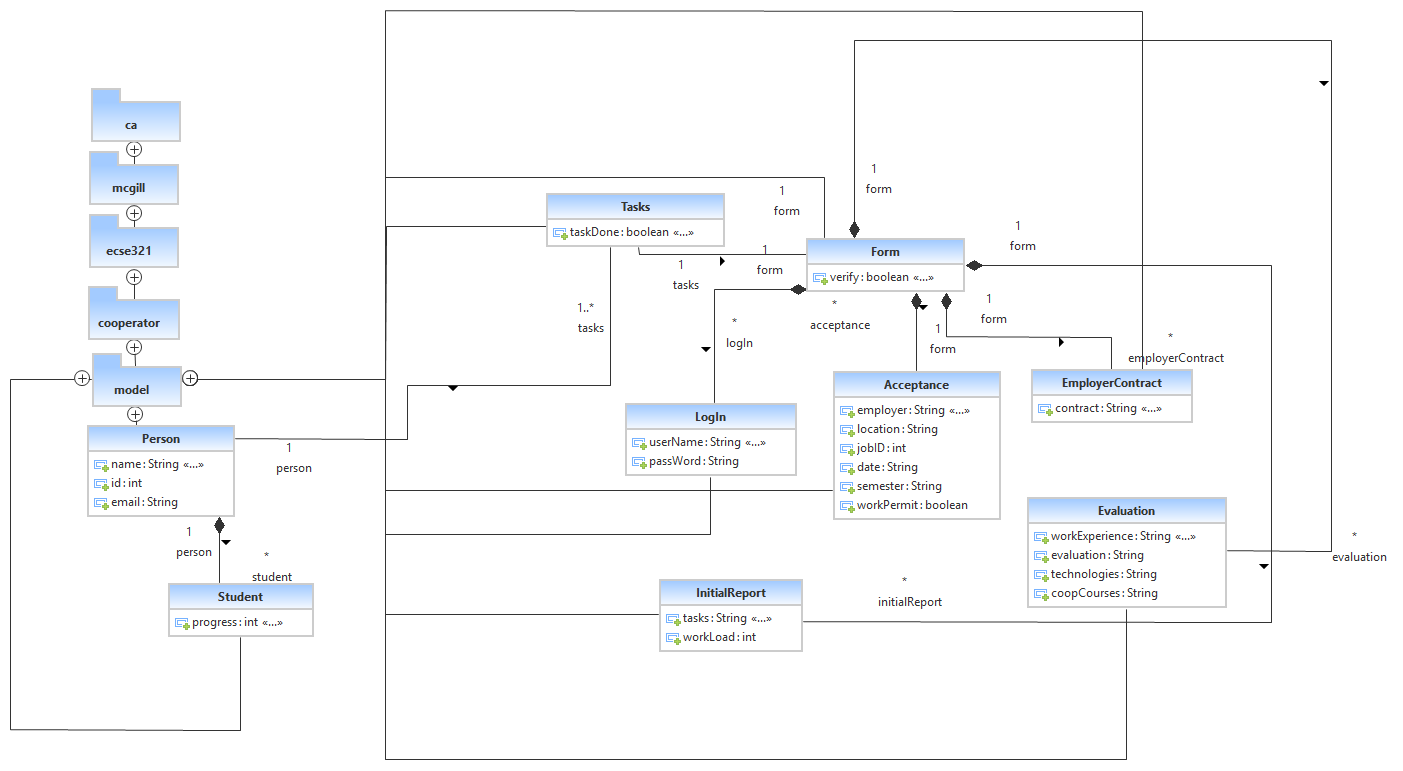 ca
mcgill
ecse321
cooperator
model
Person
name: String «...»
id: int
email: String
1
person
1
person
*
student
Student
progress: int «...»
Tasks
taskDone: boolean «...»
1..*
tasks
1
tasks
1
form
1
form
1
form
1
form
Form
verify: boolean «...»
*
acceptance
*
logIn
1
form
1
form
*
employerContract
LogIn
userName: String «...»
passWord: String
Acceptance
employer: String «...»
location: String
jobID: int
date: String
semester: String
workPermit: boolean
EmployerContract
contract: String «...»
Evaluation
workExperience: String «...»
evaluation: String
technologies: String
coopCourses: String
*
evaluation
InitialReport
tasks: String «...»
workLoad: int
*
initialReport